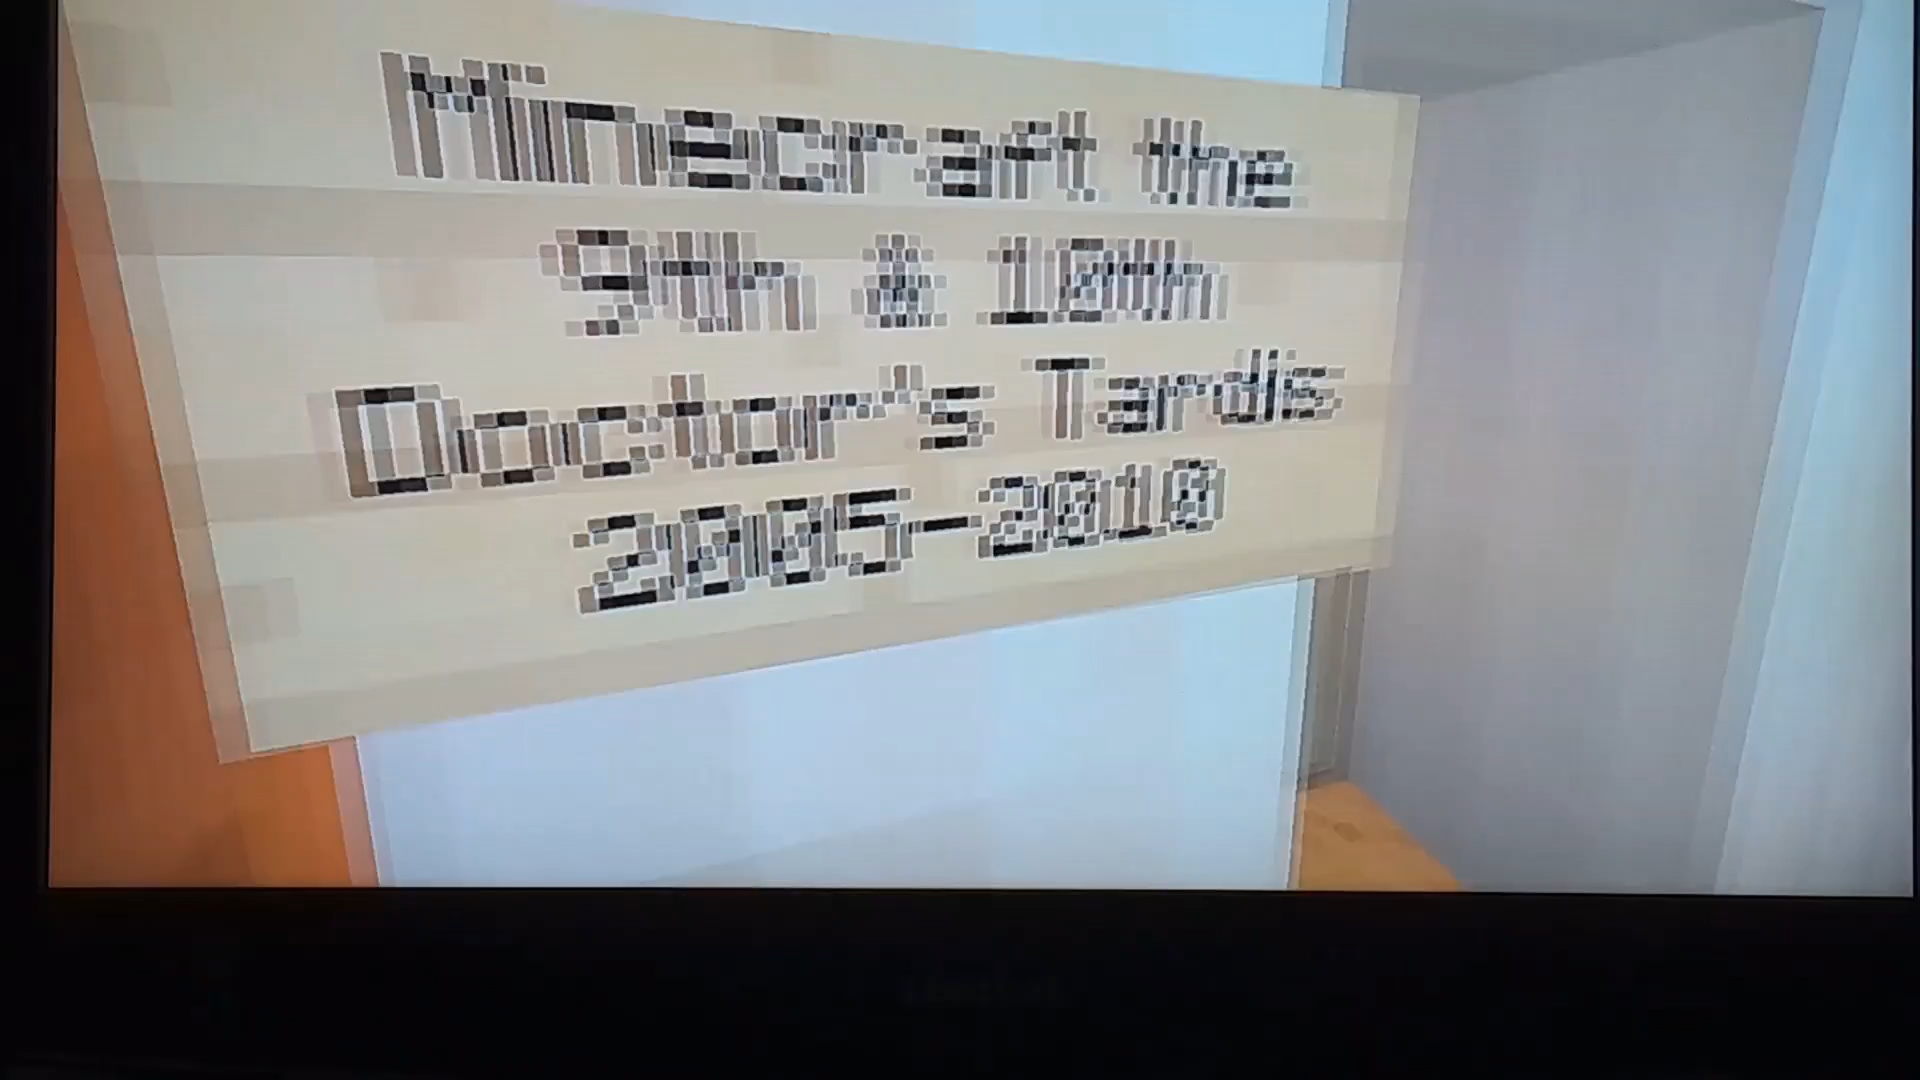 Minecraft the
9th & 10th
Doctor's Tardis
2005-2010